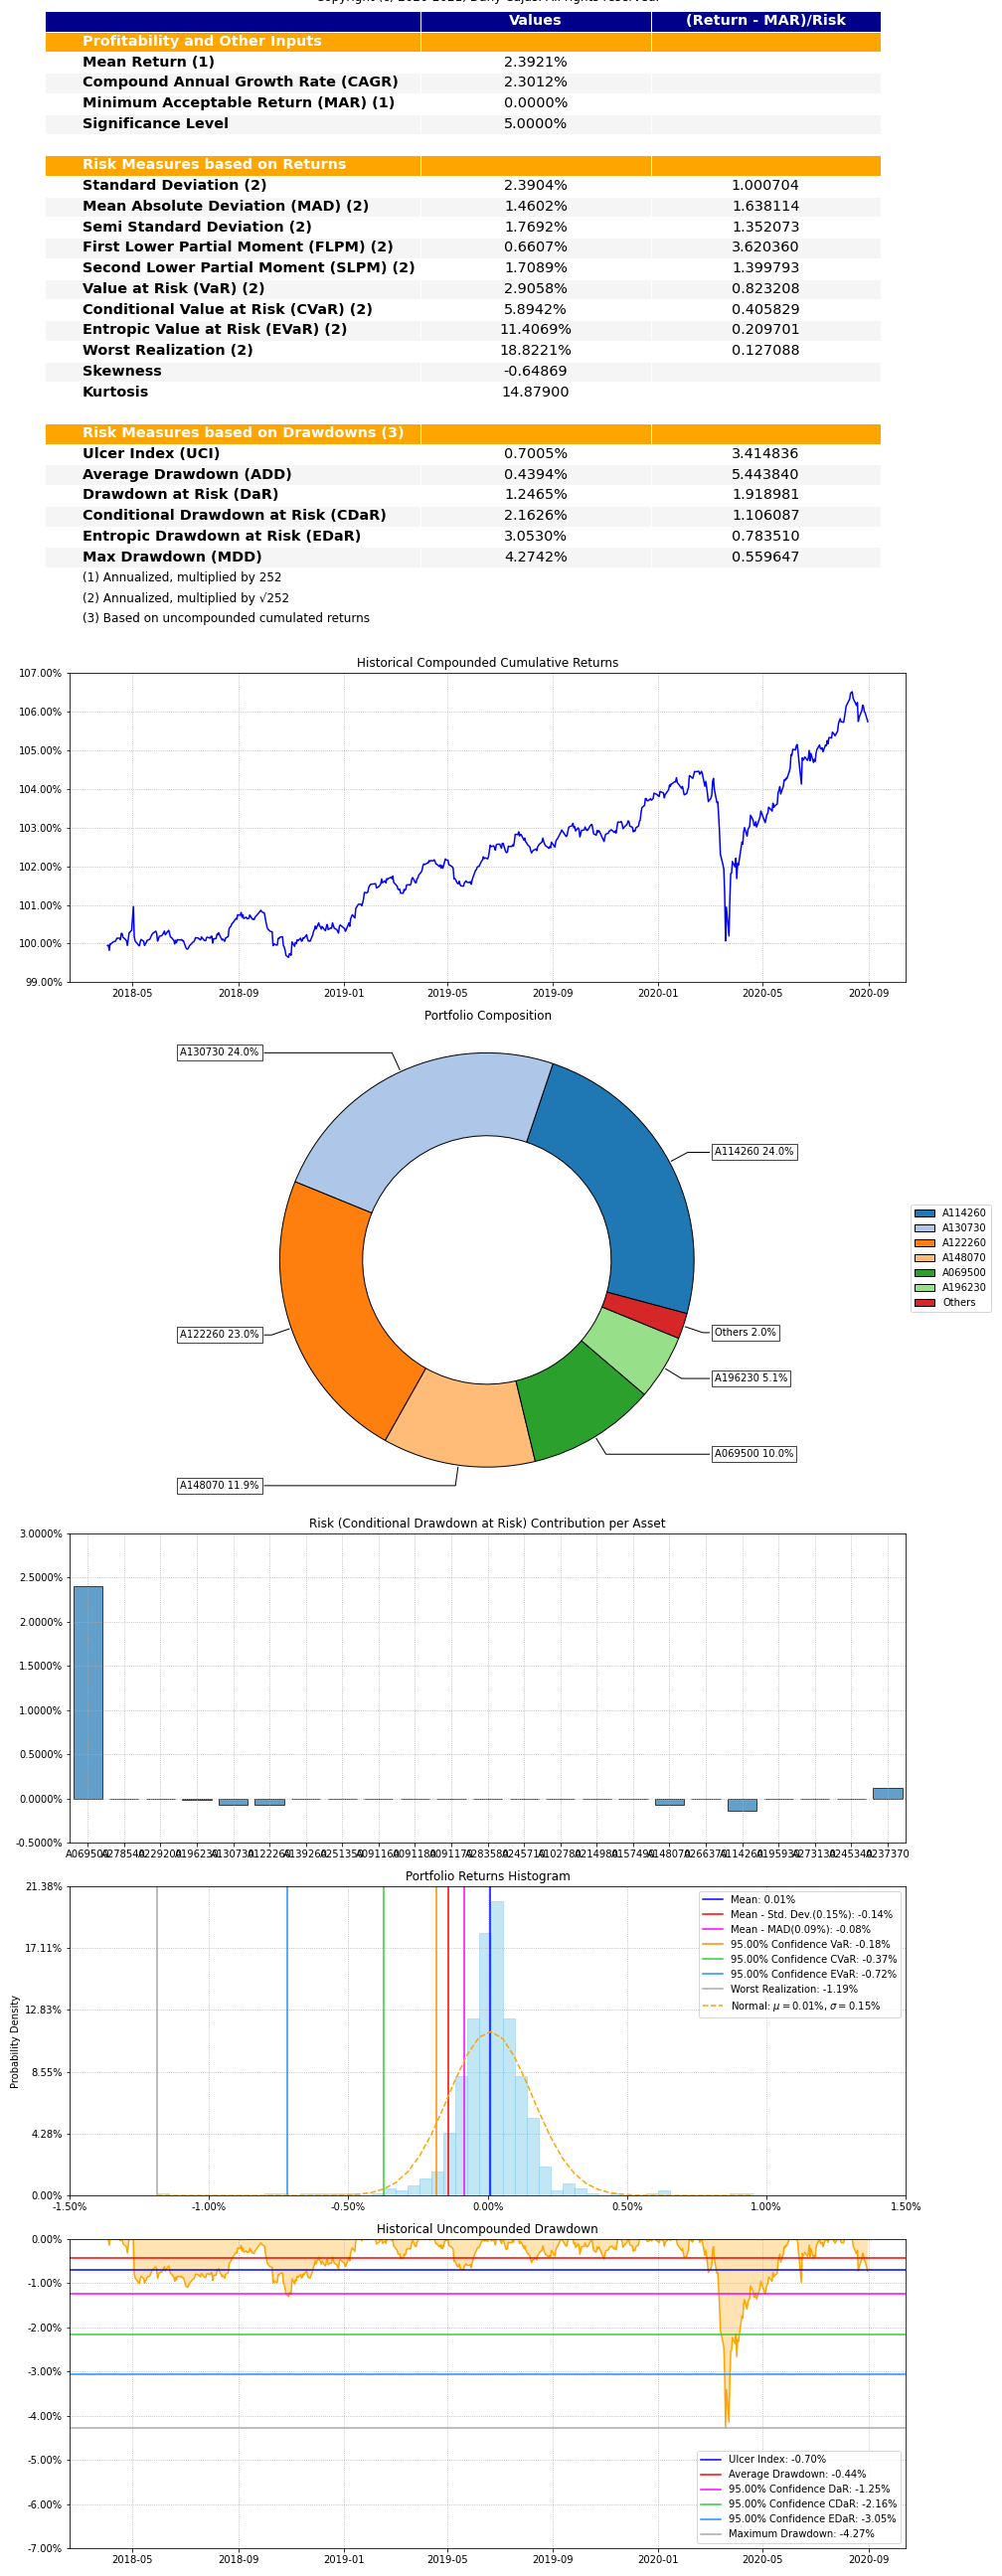 Copyright (c) 2020-2021, Dany Cajas. All rights reserved.
Values (Return - MAR)/Risk
Profitability and Other Inputs
Mean Return (1) 2.3921%
Compound Annual Growth Rate (CAGR) 2.3012%
Minimum Acceptable Return (MAR) (1) 0.0000%
Significance Level 5.0000%
Risk Measures based on Returns
Standard Deviation (2) 2.3904% 1.000704
Mean Absolute Deviation (MAD) (2) 1.4602% 1.638114
Semi Standard Deviation (2) 1.7692% 1.352073
First Lower Partial Moment (FLPM) (2) 0.6607% 3.620360
Second Lower Partial Moment (SLPM) (2) 1.7089% 1.399793
Value at Risk (VaR) (2) 2.9058% 0.823208
Conditional Value at Risk (CVaR) (2) 5.8942% 0.405829
Entropic Value at Risk (EVaR) (2) 11.4069% 0.209701
Worst Realization (2) 18.8221% 0.127088
Skewness -0.64869
Kurtosis 14.87900
Risk Measures based on Drawdowns (3)
Ulcer Index (UCI) 0.7005% 3.414836
Average Drawdown (ADD) 0.4394% 5.443840
Drawdown at Risk (DaR) 1.2465% 1.918981
Conditional Drawdown at Risk (CDaR) 2.1626% 1.106087
Entropic Drawdown at Risk (EDaR) 3.0530% 0.783510
Max Drawdown (MDD) 4.2742% 0.559647
(1) Annualized, multiplied by 252
(2) Annualized, multiplied by √252
(3) Based on uncompounded cumulated returns
Historical Compounded Cumulative Returns
107.00%
106.00%
105.00%
104.00%
103.00%
102.00%
101.00%
100.00%
99.00%
2018-05 2018-09 2019-01 2019-05 2019-09 2020-01 2020-05 2020-09
Portfolio Composition
A130730 24.0%
A114260 24.0%
A122260 23.0%
A148070 11.9%
Others 2.0%
A196230 5.1%
A069500 10.0%
A114260
A130730
A122260
A148070
A069500
A196230
Others
Risk (Conditional Drawdown at Risk) Contribution per Asset
3.0000%
2.5000%
2.0000%
1.5000%
1.0000%
0.5000%
0.0000%
-0.5000%
A237370
Portfolio Returns Histogram
Probability Density
21.38%
17.11%
12.83%
8.55%
4.28%
0.00%
-1.50% -1.00% -0.50% 0.00% 0.50% 1.00% 1.50%
Mean: 0.01%
Mean - Std. Dev.(0.15%): -0.14%
Mean - MAD(0.09%): -0.08%
95.00% Confidence VaR: -0.18%
95.00% Confidence CVaR: -0.37%
95.00% Confidence EVaR: -0.72%
Worst Realization: -1.19%
Normal: μ = 0.01%, σ = 0.15%
Historical Uncompounded Drawdown
0.00%
-1.00%
-2.00%
-3.00%
-4.00%
-5.00%
-6.00%
-7.00%
2018-05 2018-09 2019-01 2019-05 2019-09 2020-01 2020-05 2020-09
Ulcer Index: -0.70%
Average Drawdown: -0.44%
95.00% Confidence DaR: -1.25%
95.00% Confidence CDaR: -2.16%
95.00% Confidence EDaR: -3.05%
Maximum Drawdown: -4.27%